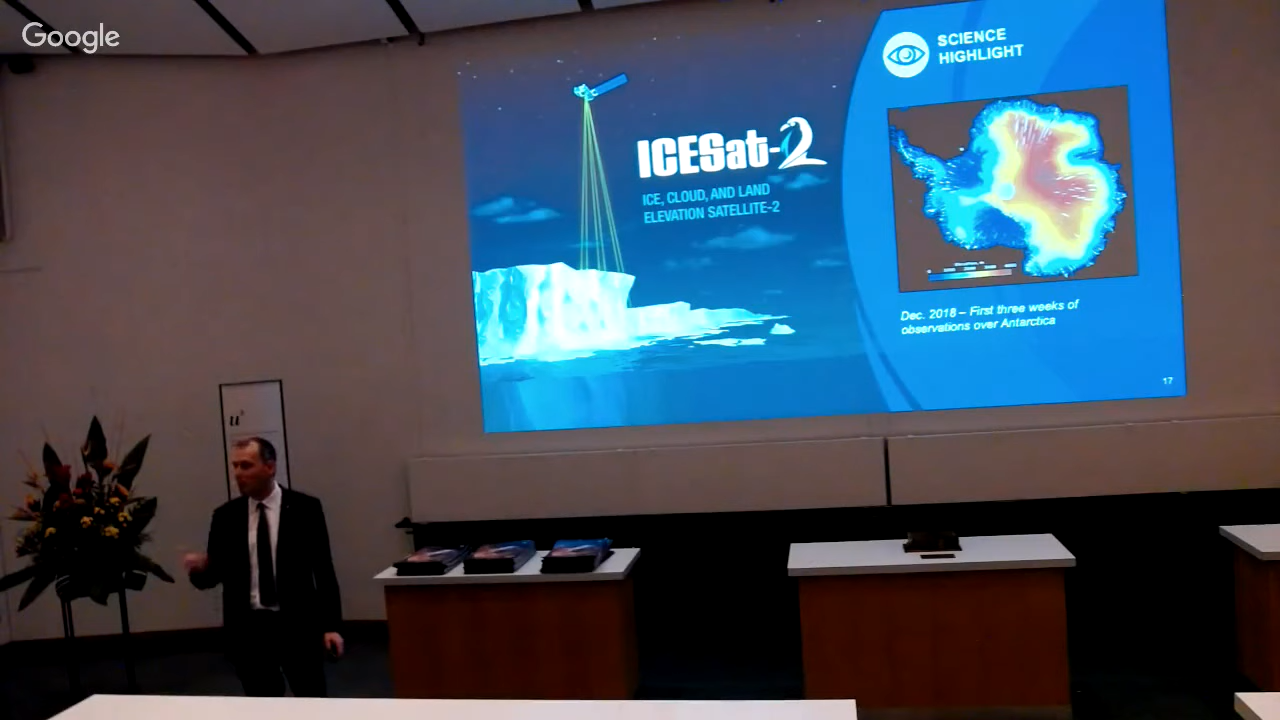 Google
SCIENCE
HIGHLIGHT
ICESat-2
ICE, CLOUD, AND LAND
ELEVATION SATELLITE-2
Dec. 2018 – First three weeks of
observations over Antarctica
17
u